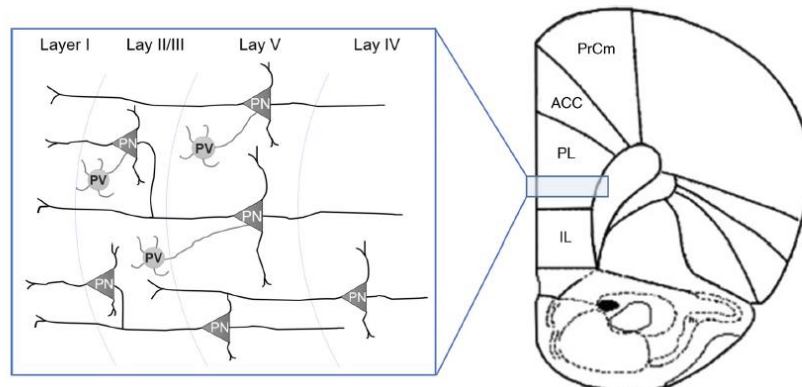 Layer I Lay II/III Lay V Lay IV
PN
PN
PV
PV
PN
PV
PN
PN
PN
PrCm
ACC
PL
IL